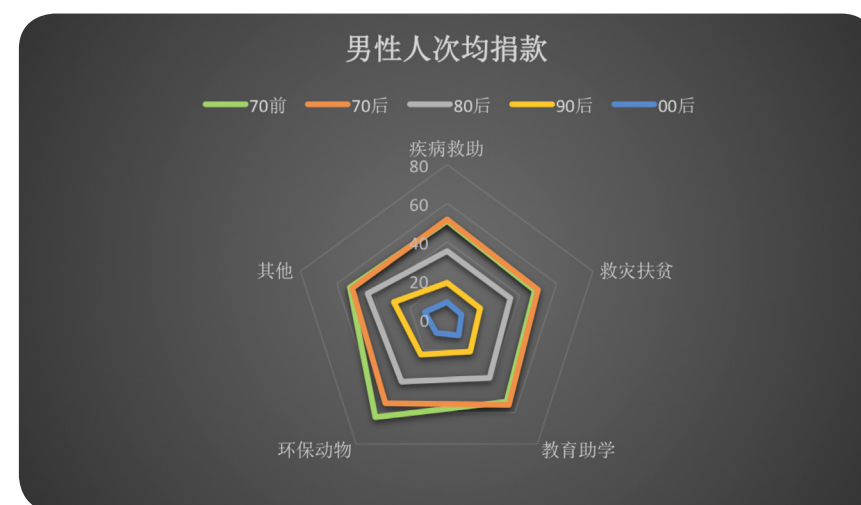 男性人次均捐款
70前 70后 80后 90后 00后
疾病救助
80
60
40
20
0
其他
救灾扶贫
环保动物
教育助学